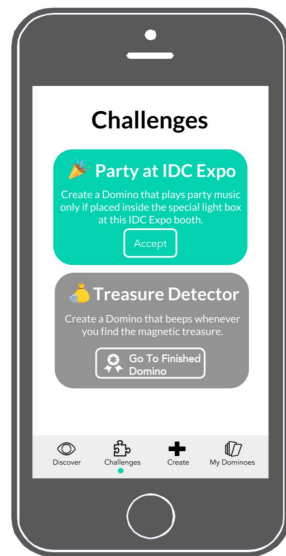 Challenges
Party at IDC Expo
Create a Domino that plays party music
only if placed inside the special light box
at this IDC Expo booth.
Accept
Treasure Detector
Create a Domino that beeps whenever
you find the magnetic treasure.
Go To Finished
Domino
Discover
Challenges
Create
My Dominoes